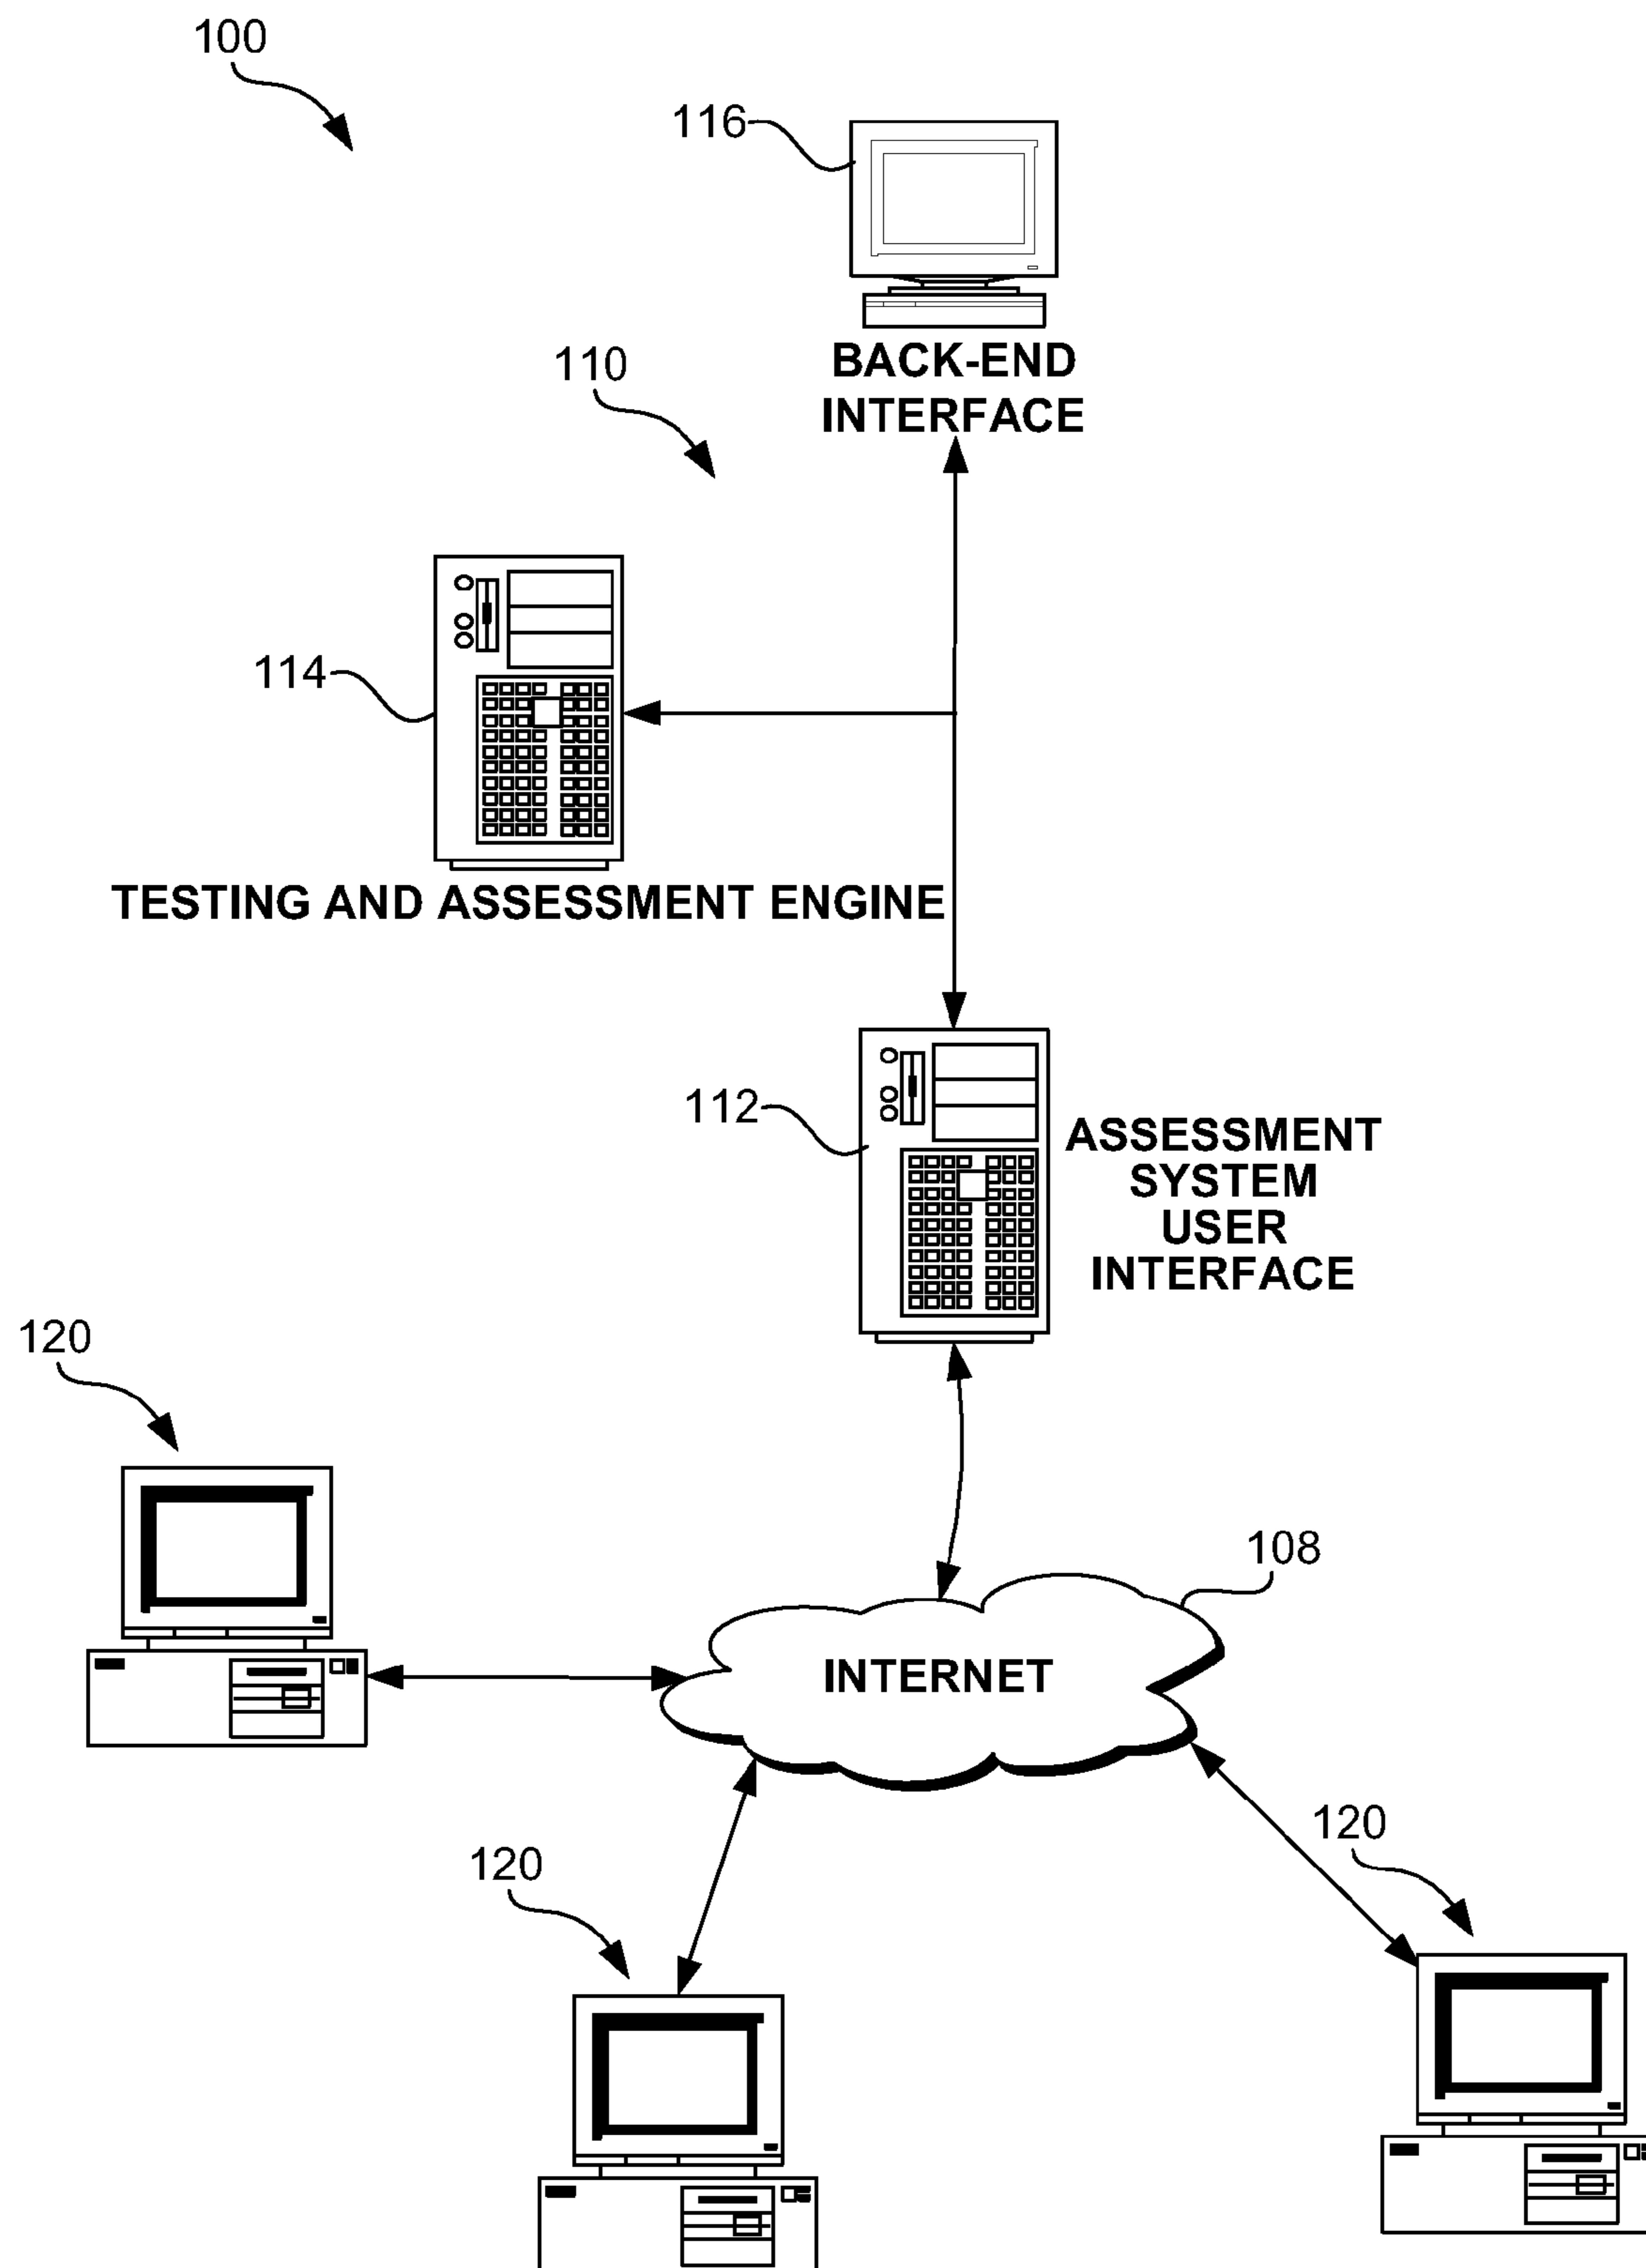 100
116
BACK-END
INTERFACE
110
114
TESTING AND ASSESSMENT ENGINE
112
ASSESSMENT
SYSTEM
USER
INTERFACE
120
108
INTERNET
120
120